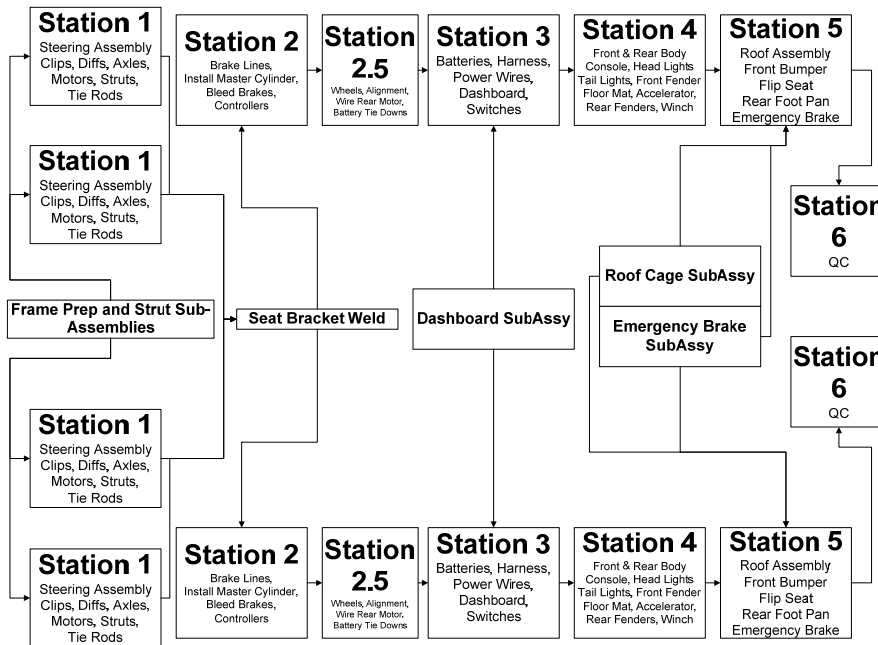 Station 1
Steering Assembly
Clips, Diffs, Axles,
Motors, Struts,
Tie Rods
Station 2
Brake Lines,
Install Master Cylinder,
Bleed Brakes,
Controllers
Station
2.5
Wheels, Alignment,
Wire Rear Motor,
Battery Tie Downs
Station 3
Batteries, Harness,
Power Wires,
Dashboard,
Switches
Station 4
Front & Rear Body
Console, Head Lights
Tail Lights, Front Fender
Floor Mat, Accelerator,
Rear Fenders, Winch
Station 5
Roof Assembly
Front Bumper
Flip Seat
Rear Foot Pan
Emergency Brake
Station 1
Steering Assembly
Clips, Diffs, Axles,
Motors, Struts,
Tie Rods
Station
6
QC
Frame Prep and Strut Sub-
Assemblies
Seat Bracket Weld
Dashboard SubAssy
Roof Cage SubAssy
Emergency Brake
SubAssy
Station
6
QC
Station 1
Steering Assembly
Clips, Diffs, Axles,
Motors, Struts,
Tie Rods
Station 1
Steering Assembly
Clips, Diffs, Axles,
Motors, Struts,
Tie Rods
Station 2
Brake Lines,
Install Master Cylinder,
Bleed Brakes,
Controllers
Station
2.5
Wheels, Alignment,
Wire Rear Motor,
Battery Tie Downs
Station 3
Batteries, Harness,
Power Wires,
Dashboard,
Switches
Station 4
Front & Rear Body
Console, Head Lights
Tail Lights, Front Fender
Floor Mat, Accelerator,
Rear Fenders, Winch
Station 5
Roof Assembly
Front Bumper
Flip Seat
Rear Foot Pan
Emergency Brake